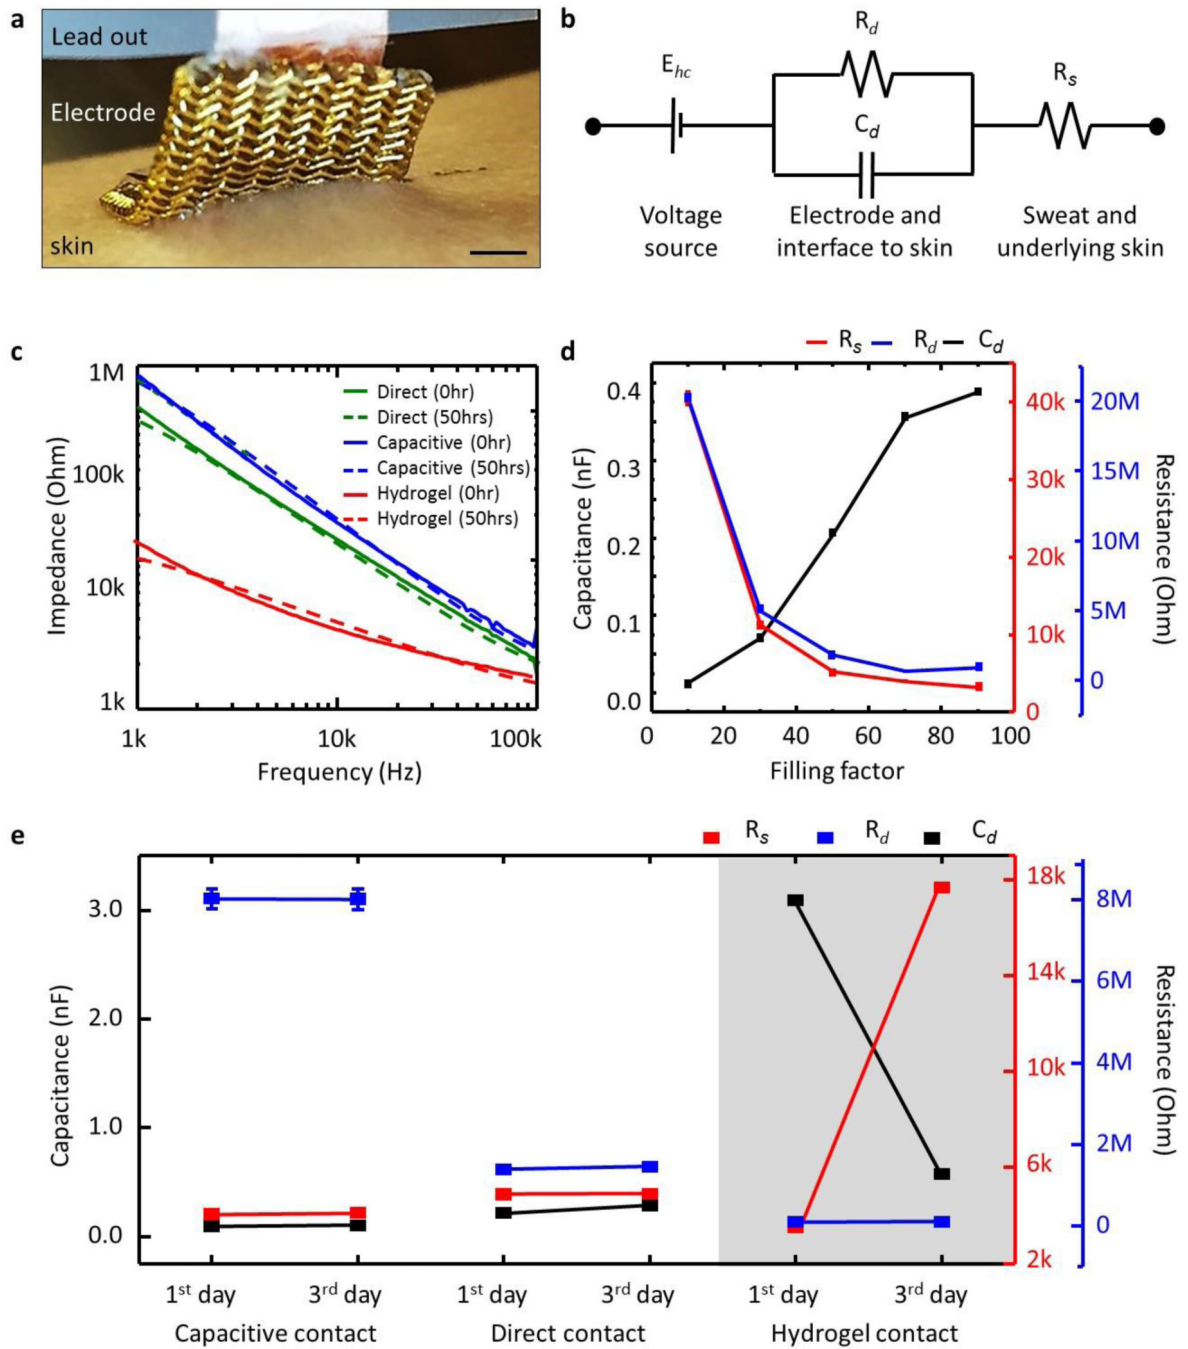 a
Lead out
Electrode
skin
b
E_hc
R_d
C_d
R_s
Voltage
source
Electrode and
interface to skin
Sweat and
underlying skin
c
Impedance (Ohm)
1M
100k
10k
1k
Direct (0hr)
Direct (50hrs)
Capacitive (0hr)
Capacitive (50hrs)
Hydrogel (0hr)
Hydrogel (50hrs)
1k
10k
100k
Frequency (Hz)
d
R_s
R_d
C_d
Capacitance (nF)
0.4
0.3
0.2
0.1
0.0
40k
30k
20k
10k
0
20M
15M
10M
5M
0
Resistance (Ohm)
0
20
40
60
80
100
Filling factor
e
R_s
R_d
C_d
Capacitance (nF)
3.0
2.0
1.0
0.0
18k
14k
10k
6k
2k
8M
6M
4M
2M
0
Resistance (Ohm)
1st day
3rd day
1st day
3rd day
1st day
3rd day
Capacitive contact
Direct contact
Hydrogel contact